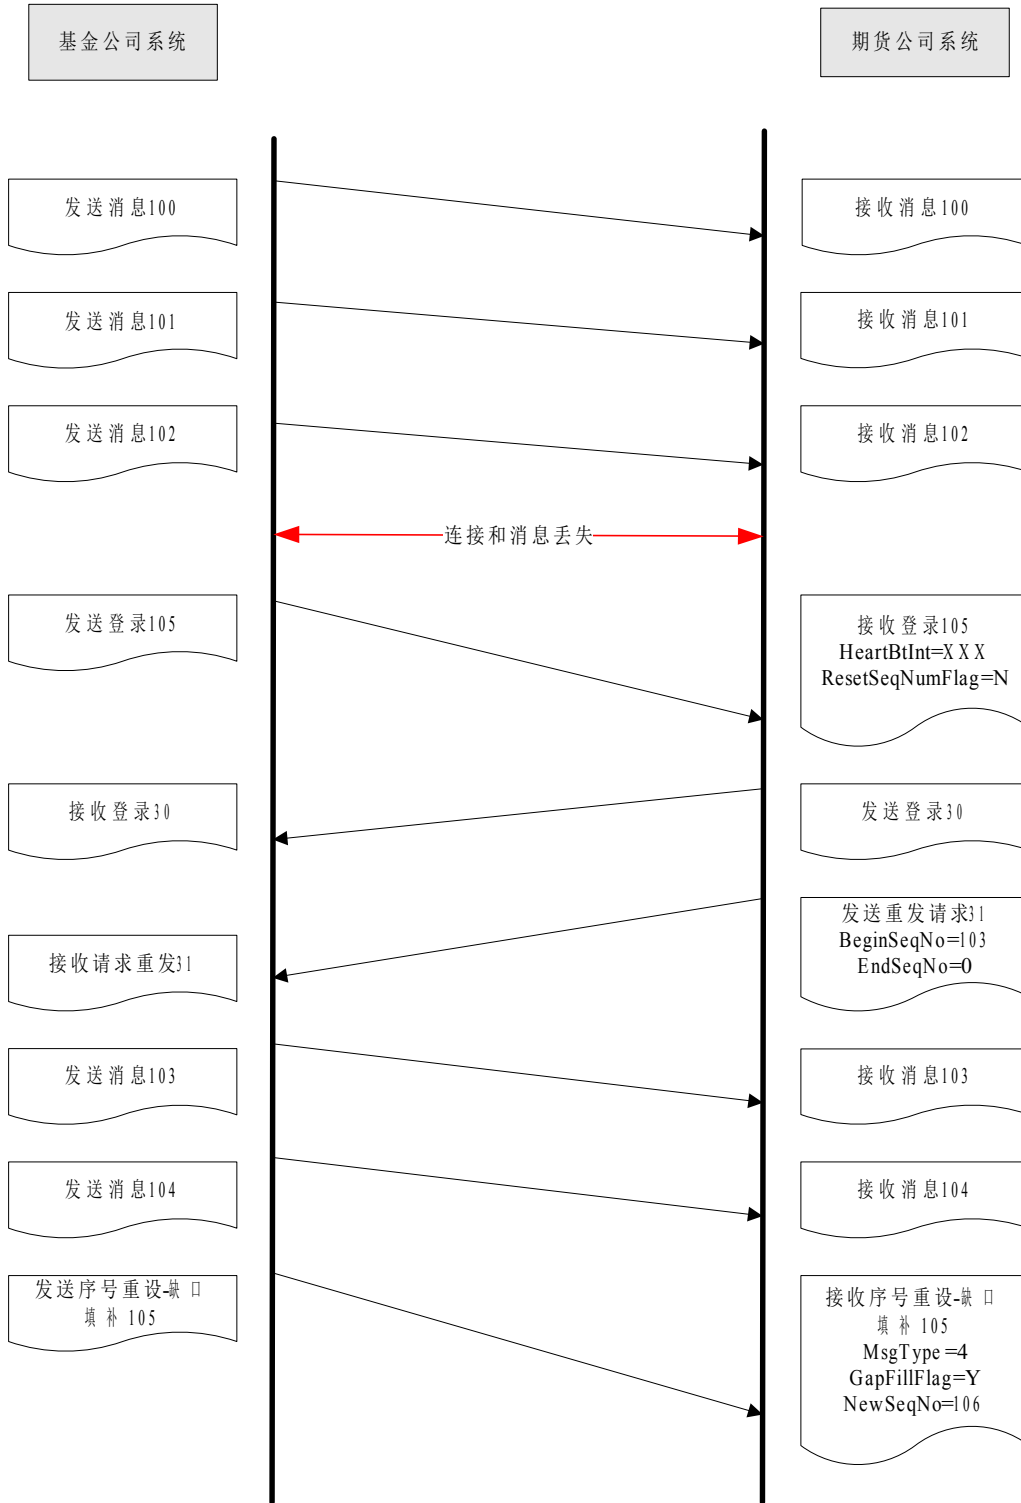 基金公司系统
期货公司系统
发送消息100
接收消息100
发送消息101
接收消息101
发送消息102
接收消息102
连接和消息丢失
发送登录105
接收登录105
HeartBtInt=XXX
ResetSeqNumFlag=N
接收登录30
发送登录30
发送重发请求31
BeginSeqNo=103
EndSeqNo=0
接收请求重发31
发送消息103
接收消息103
发送消息104
接收消息104
发送序号重设-缺口
填补 105
接收序号重设-缺口
填补 105
MsgType=4
GapFillFlag=Y
NewSeqNo=106